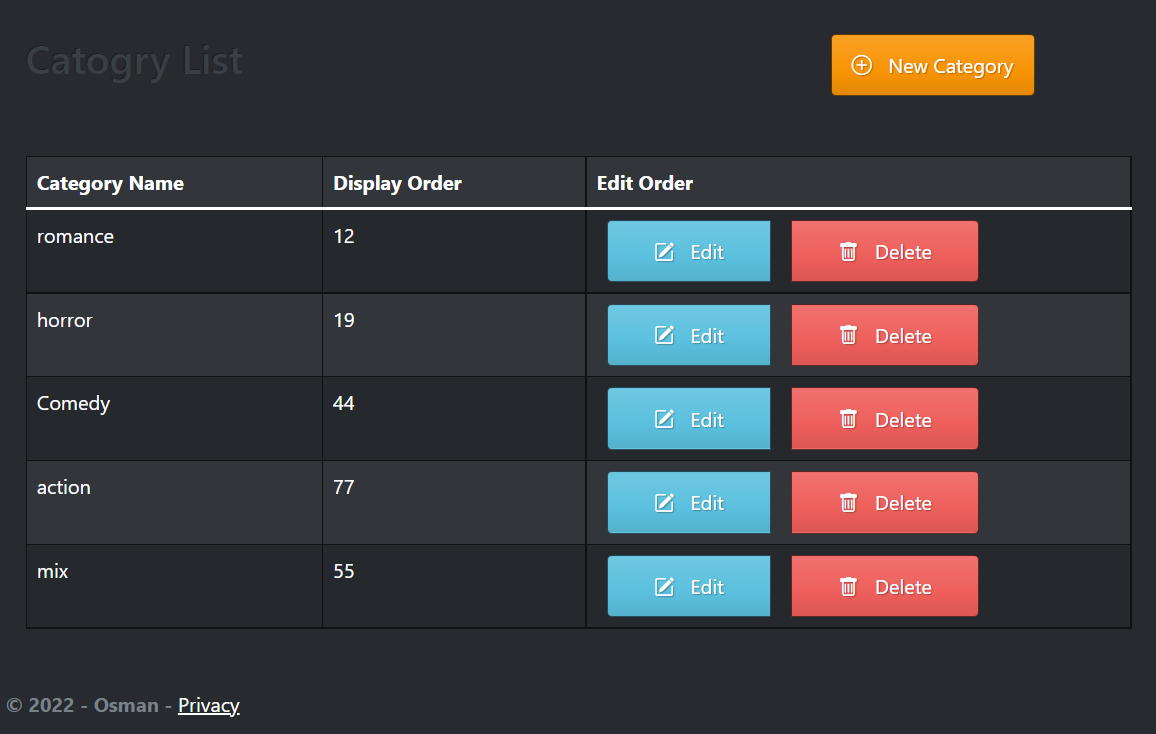 Catogry List
New Category
Category Name Display Order Edit Order
romance 12 Edit Delete
horror 19 Edit Delete
Comedy 44 Edit Delete
action 77 Edit Delete
mix 55 Edit Delete
© 2022 - Osman - Privacy